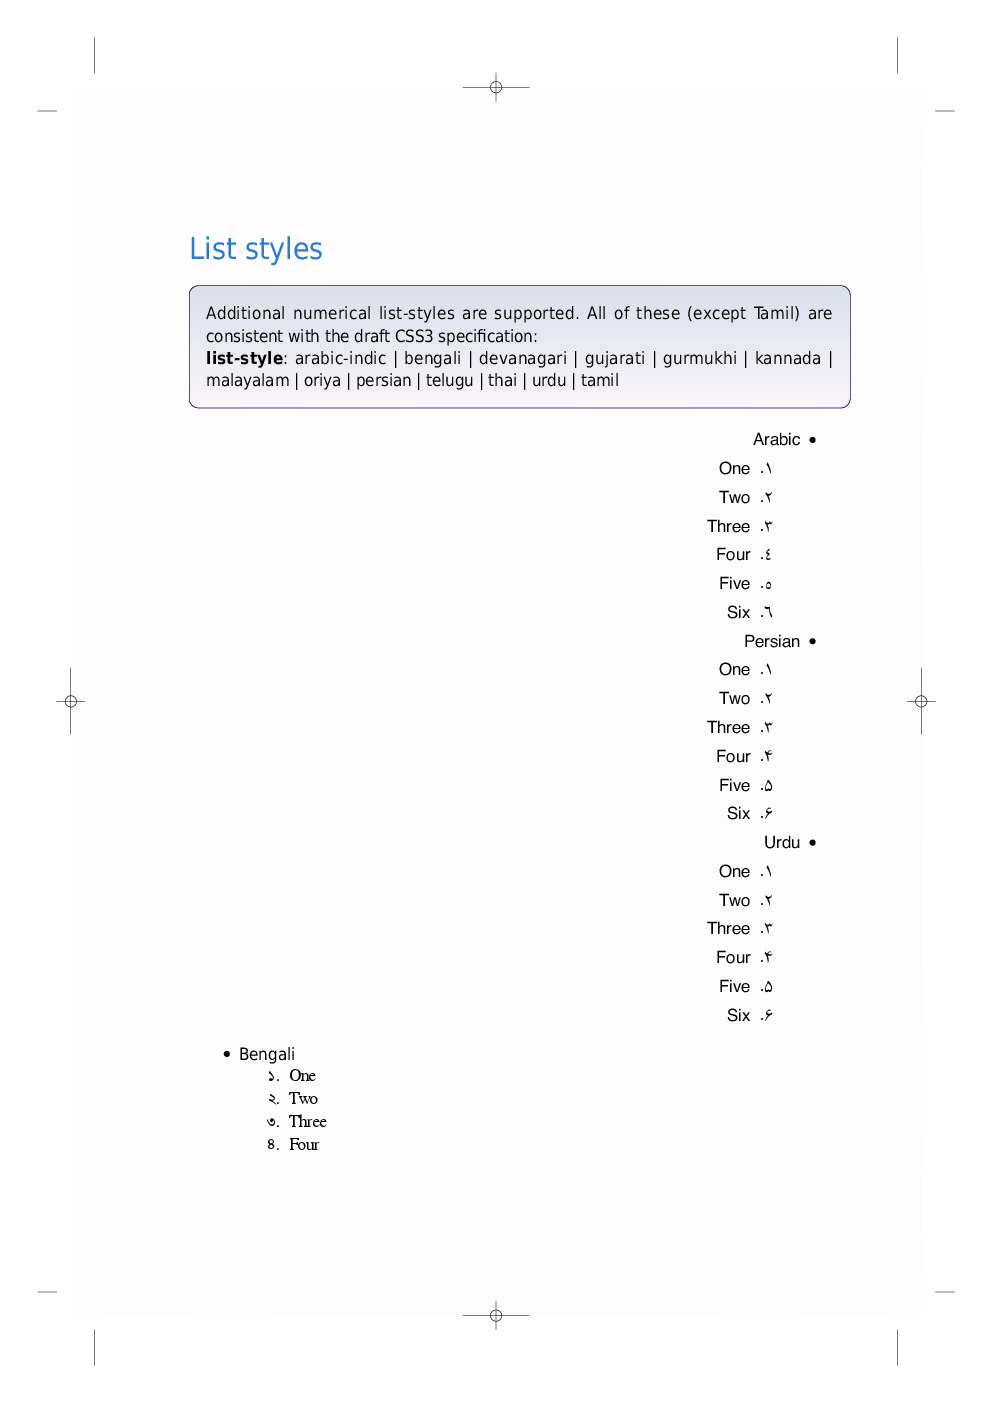 List styles
Additional numerical list-styles are supported. All of these (except Tamil) are
consistent with the draft CSS3 specification:
list-style: arabic-indic | bengali | devanagari | gujarati | gurmukhi | kannada |
malayalam | oriya | persian | telugu | thai | urdu | tamil
Arabic •
One .١
Two .٢
Three .٣
Four .٤
Five .٥
Six .٦
Persian •
One .۱
Two .۲
Three .۳
Four .۴
Five .۵
Six .۶
Urdu •
One .۱
Two .۲
Three .۳
Four .۴
Five .۵
Six .۶
• Bengali
১. One
২. Two
৩. Three
৪. Four